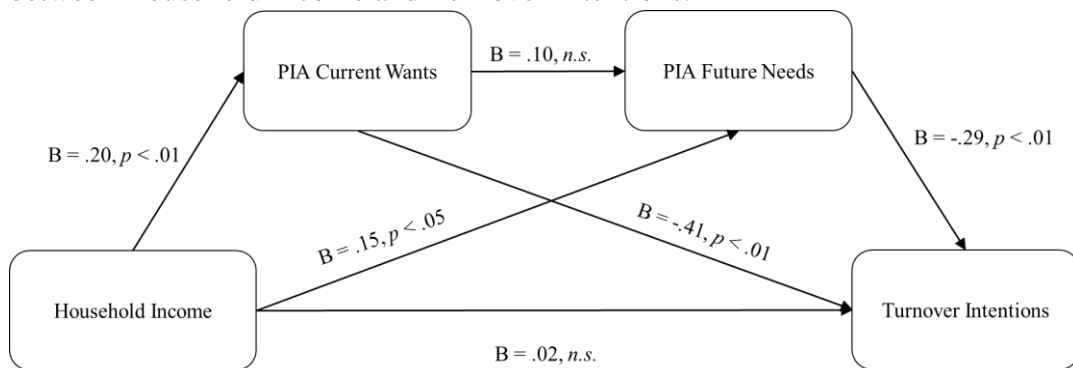 B = .10, n.s.
PIA Current Wants
PIA Future Needs
B = .20, p < .01
B = -.29, p < .01
B = .15, p < .05
B = -.41, p < .01
Household Income
Turnover Intentions
B = .02, n.s.